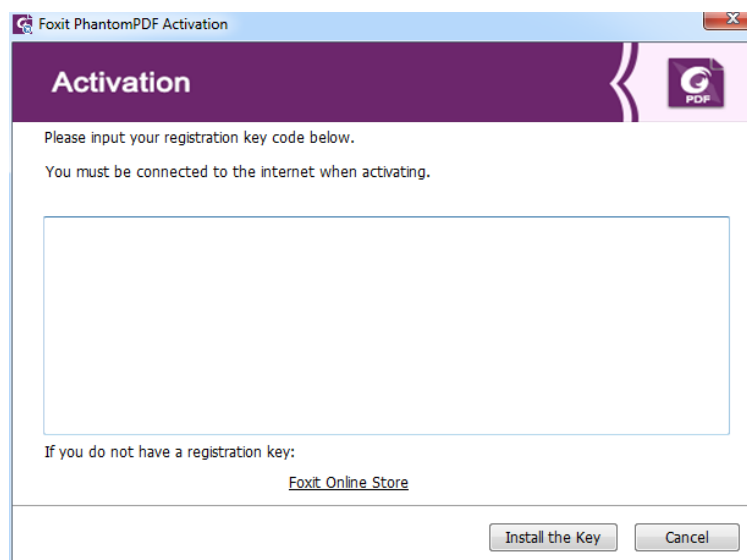 Foxit PhantomPDF Activation
Activation
PDF
Please input your registration key code below.
You must be connected to the internet when activating.
If you do not have a registration key:
Foxit Online Store
Install the Key Cancel